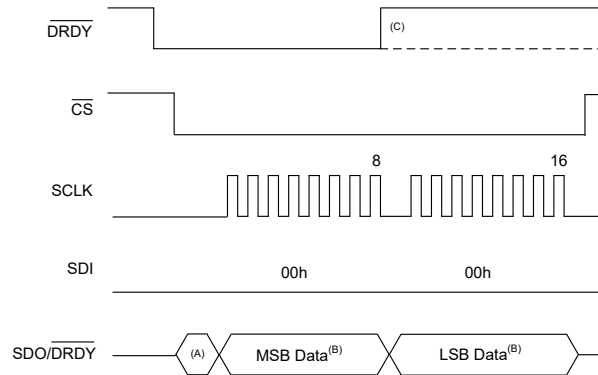 DRDY
(C)
CS
8
16
SCLK
SDI
00h
00h
SDO/DRDY
(A)
MSB Data(B)
LSB Data(B)